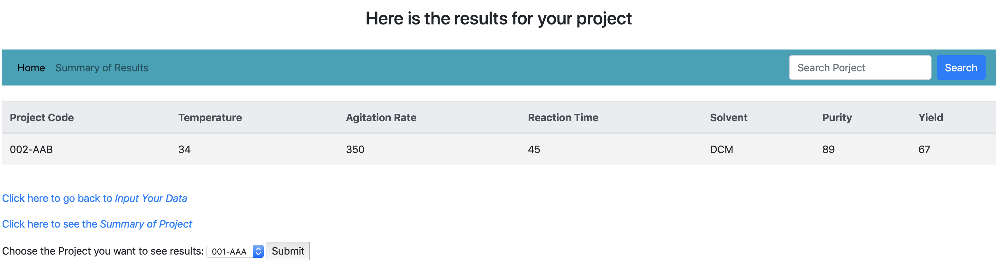 Here is the results for your project
Home Summary of Results Search Porject Search
Project Code Temperature Agitation Rate Reaction Time Solvent Purity Yield
002-AAB 34 350 45 DCM 89 67
Click here to go back to Input Your Data
Click here to see the Summary of Project
Choose the Project you want to see results: 001-AAA Submit